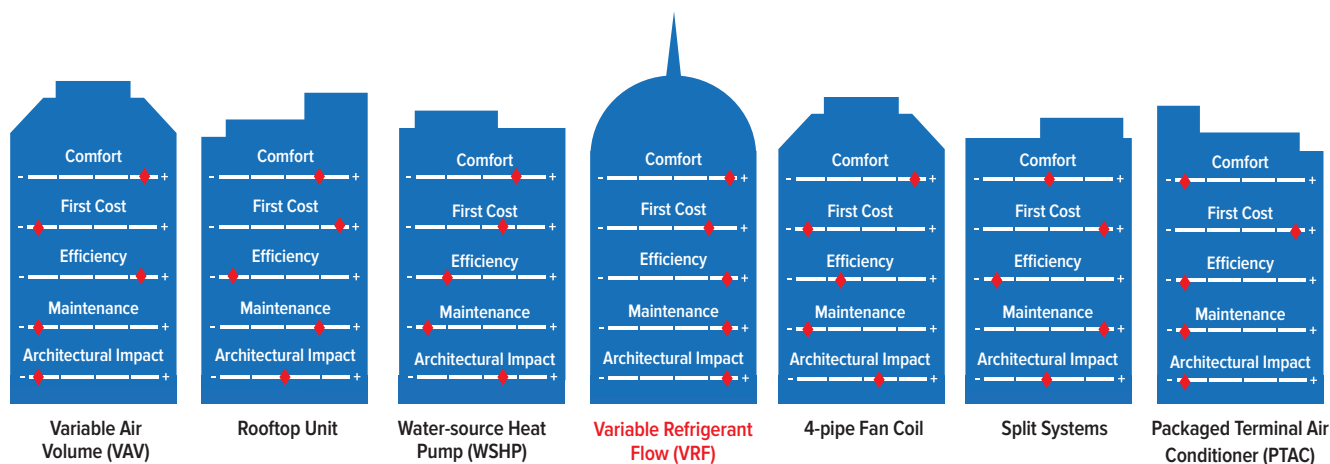 Comfort
- +
First Cost
- +
Efficiency
- +
Maintenance
- +
Architectural Impact
- +
Variable Air
Volume (VAV)
Comfort
- +
First Cost
- +
Efficiency
- +
Maintenance
- +
Architectural Impact
- +
Rooftop Unit
Comfort
- +
First Cost
- +
Efficiency
- +
Maintenance
- +
Architectural Impact
- +
Water-source Heat
Pump (WSHP)
Comfort
- +
First Cost
- +
Efficiency
- +
Maintenance
- +
Architectural Impact
- +
Variable Refrigerant
Flow (VRF)
Comfort
- +
First Cost
- +
Efficiency
- +
Maintenance
- +
Architectural Impact
- +
4-pipe Fan Coil
Comfort
- +
First Cost
- +
Efficiency
- +
Maintenance
- +
Architectural Impact
- +
Split Systems
Comfort
- +
First Cost
- +
Efficiency
- +
Maintenance
- +
Architectural Impact
- +
Packaged Terminal Air
Conditioner (PTAC)